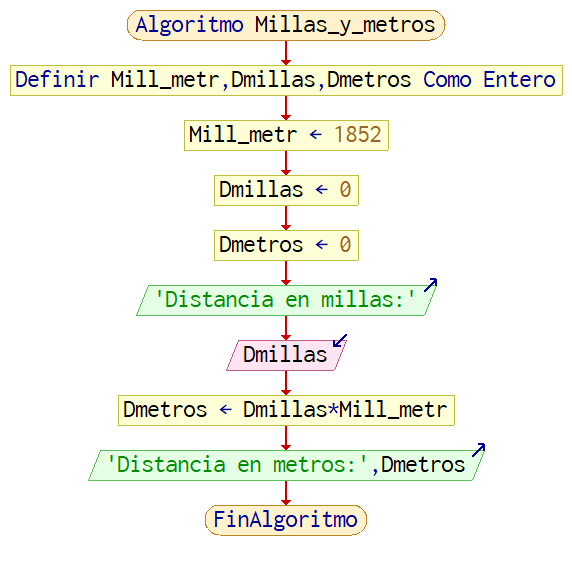 Algoritmo Millas_y_metros
Definir Mill_metr,Dmillas,Dmetros Como Entero
Mill_metr ← 1852
Dmillas ← 0
Dmetros ← 0
'Distancia en millas:'
Dmillas
Dmetros ← Dmillas*Mill_metr
'Distancia en metros:',Dmetros
FinAlgoritmo